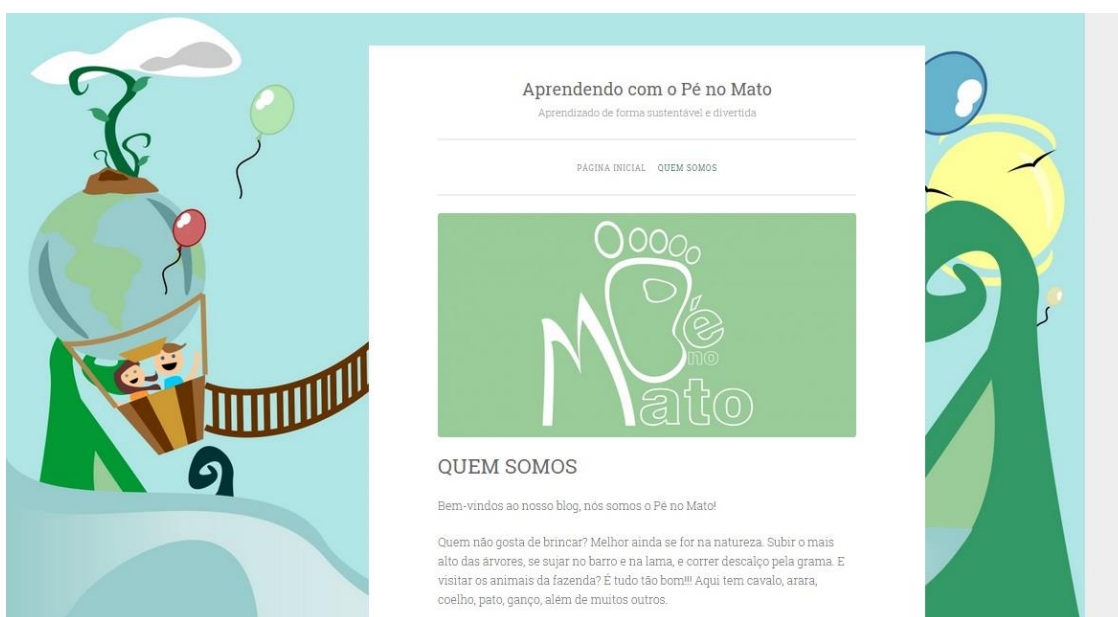 Aprendendo com o Pé no Mato
Aprendizado de forma sustentável e divertida
PÁGINA INICIAL QUEM SOMOS
Pé
no
Mato
QUEM SOMOS
Bem-vindos ao nosso blog, nós somos o Pé no Mato!
Quem não gosta de brincar? Melhor ainda se for na natureza. Subir o mais
alto das árvores, se sujar no barro e na lama, e correr descalço pela grama. E
visitar os animais da fazenda? É tudo tão bom!!! Aqui tem cavalo, arara,
coelho, pato, ganço, além de muitos outros.